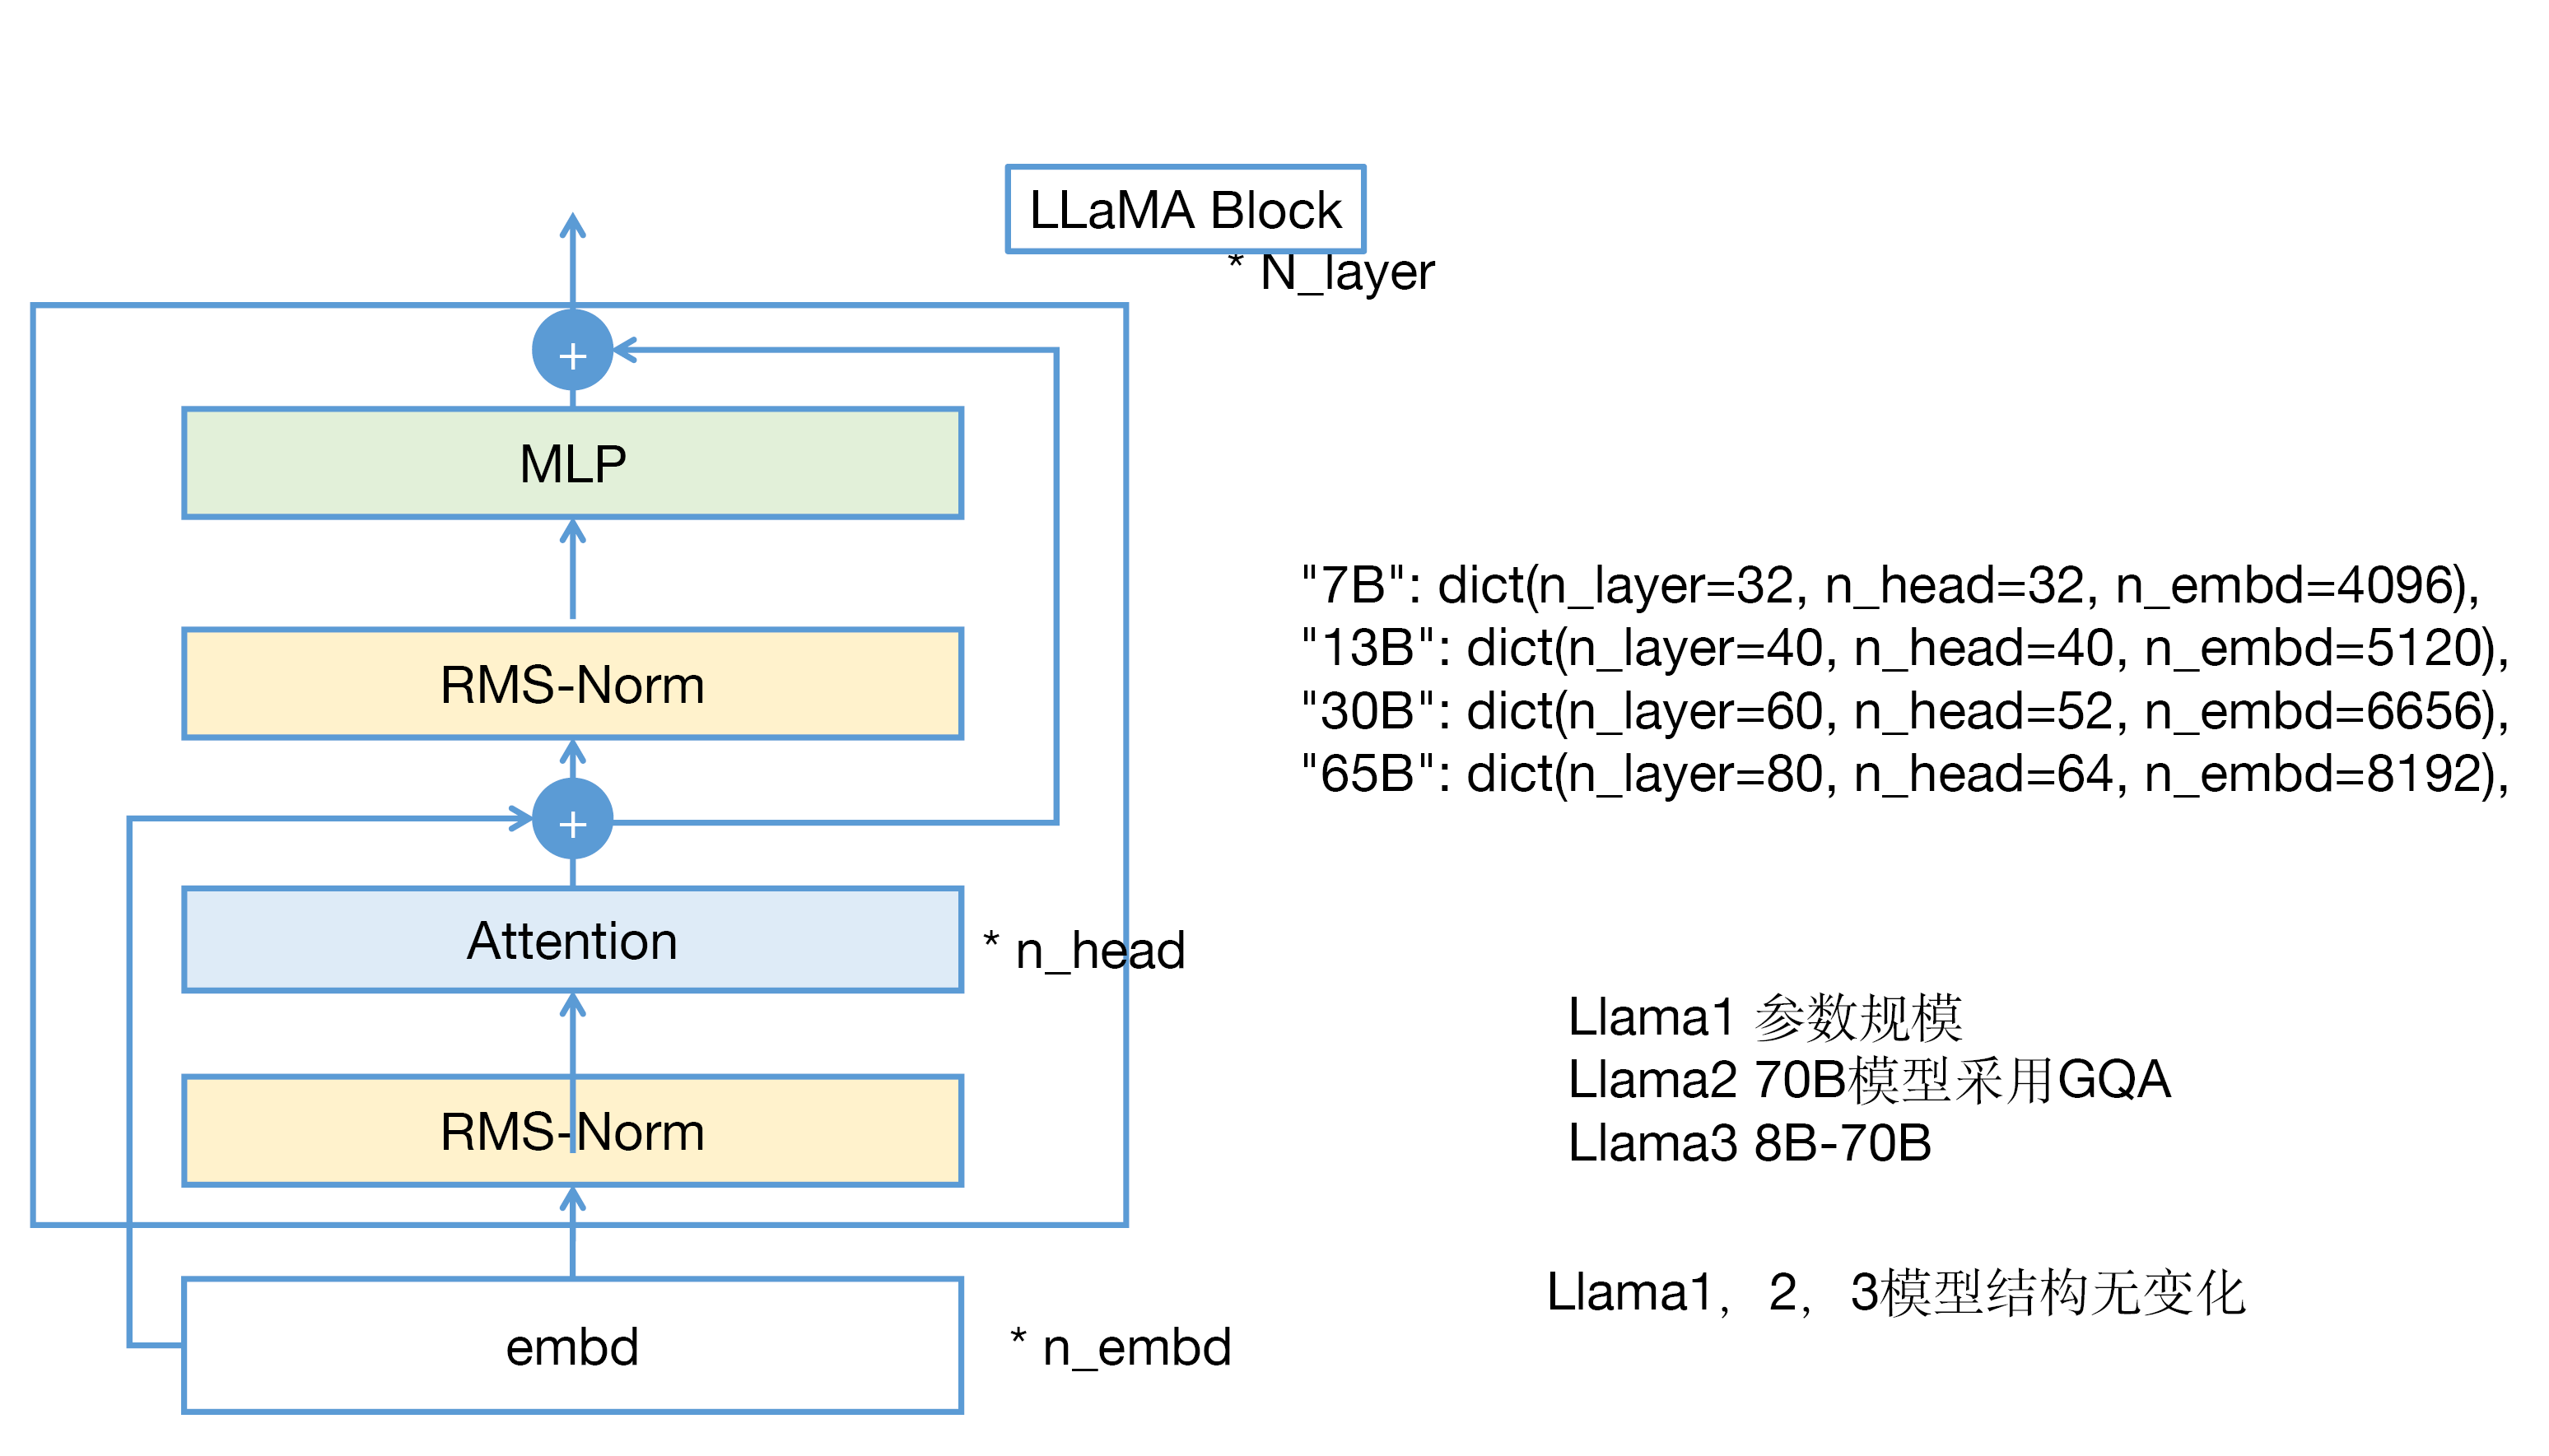 LLaMA Block
* N_layer
+
MLP
RMS-Norm
+
Attention
* n_head
RMS-Norm
embd
* n_embd
"7B": dict(n_layer=32, n_head=32, n_embd=4096),
"13B": dict(n_layer=40, n_head=40, n_embd=5120),
"30B": dict(n_layer=60, n_head=52, n_embd=6656),
"65B": dict(n_layer=80, n_head=64, n_embd=8192),
Llama1 参数规模
Llama2 70B模型采用GQA
Llama3 8B-70B
Llama1，2，3模型结构无变化